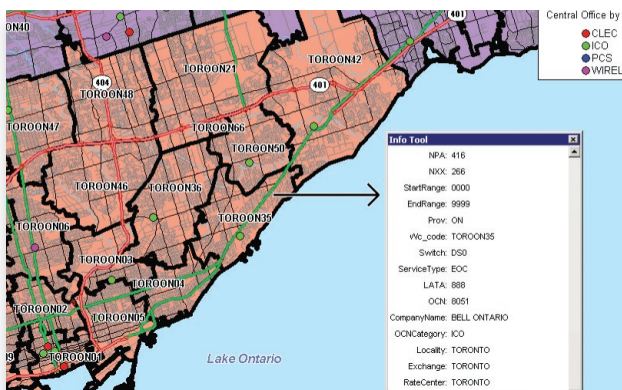 ON40
401
Central Office by
CLEC
ICO
PCS
WIREL
TOROON21
TOROON42
404
TOROON48
401
TOROON47
TOROON66
TOROON50
TOROON46
TOROON36
TOROON35
TOROON06
TOROON03
TOROON04
TOROON02
TOROON05
09
TOROON01
Lake Ontario
Info Tool
NPA: 416
NXX: 266
StartRange: 0000
EndRange: 9999
Prov: ON
Wc_code: TOROON35
Switch: DS0
ServiceType: EOC
LATA: 888
OCN: 8051
CompanyName: BELL ONTARIO
OCNCategory: ICO
Locality: TORONTO
Exchange: TORONTO
RateCenter: TORONTO